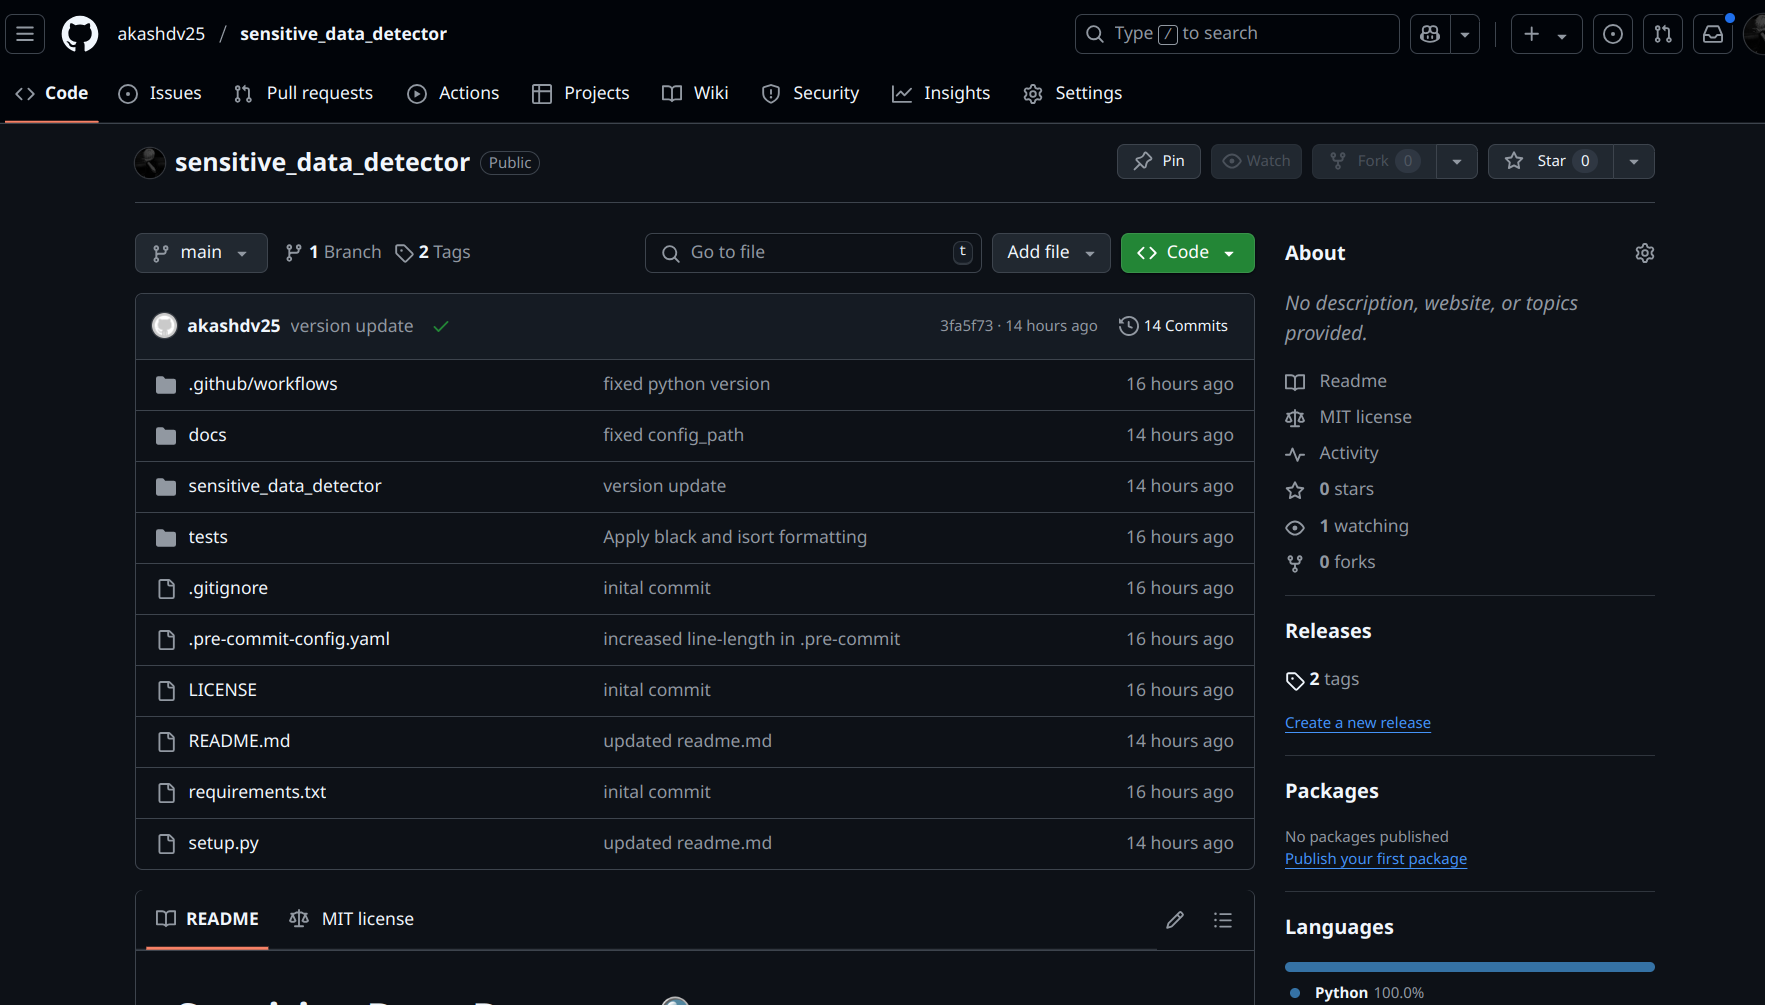 akashdv25 / sensitive_data_detector
Type / to search
Code
Issues
Pull requests
Actions
Projects
Wiki
Security
Insights
Settings
sensitive_data_detector
Public
Pin
Watch
Fork 0
Star 0
main
1 Branch
2 Tags
Go to file
t
Add file
Code
akashdv25 version update
3fa5f73 · 14 hours ago
14 Commits
.github/workflows fixed python version 16 hours ago
docs fixed config_path 14 hours ago
sensitive_data_detector version update 14 hours ago
tests Apply black and isort formatting 16 hours ago
.gitignore inital commit 16 hours ago
.pre-commit-config.yaml increased line-length in .pre-commit 16 hours ago
LICENSE inital commit 16 hours ago
README.md updated readme.md 14 hours ago
requirements.txt inital commit 16 hours ago
setup.py updated readme.md 14 hours ago
README
MIT license
About
No description, website, or topics
provided.
Readme
MIT license
Activity
0 stars
1 watching
0 forks
Releases
2 tags
Create a new release
Packages
No packages published
Publish your first package
Languages
Python 100.0%